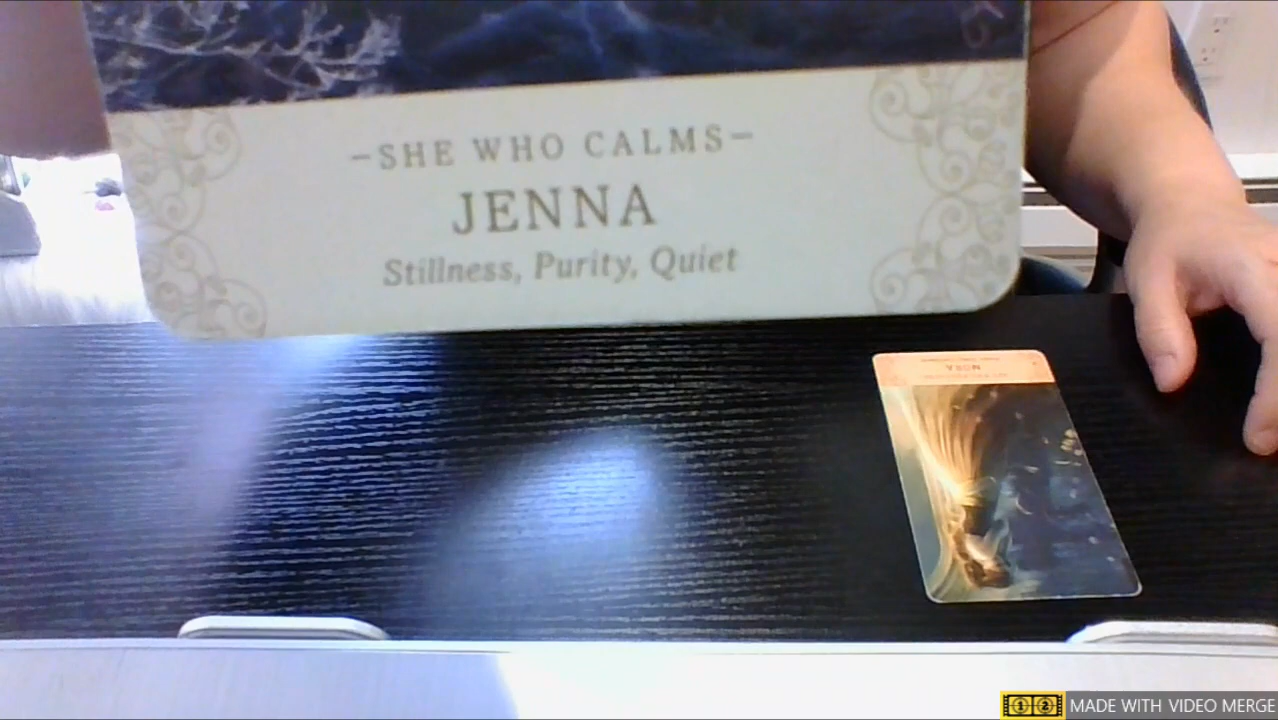 -SHE WHO CALMS-
JENNA
Stillness, Purity, Quiet
MADE WITH VIDEO MERGE